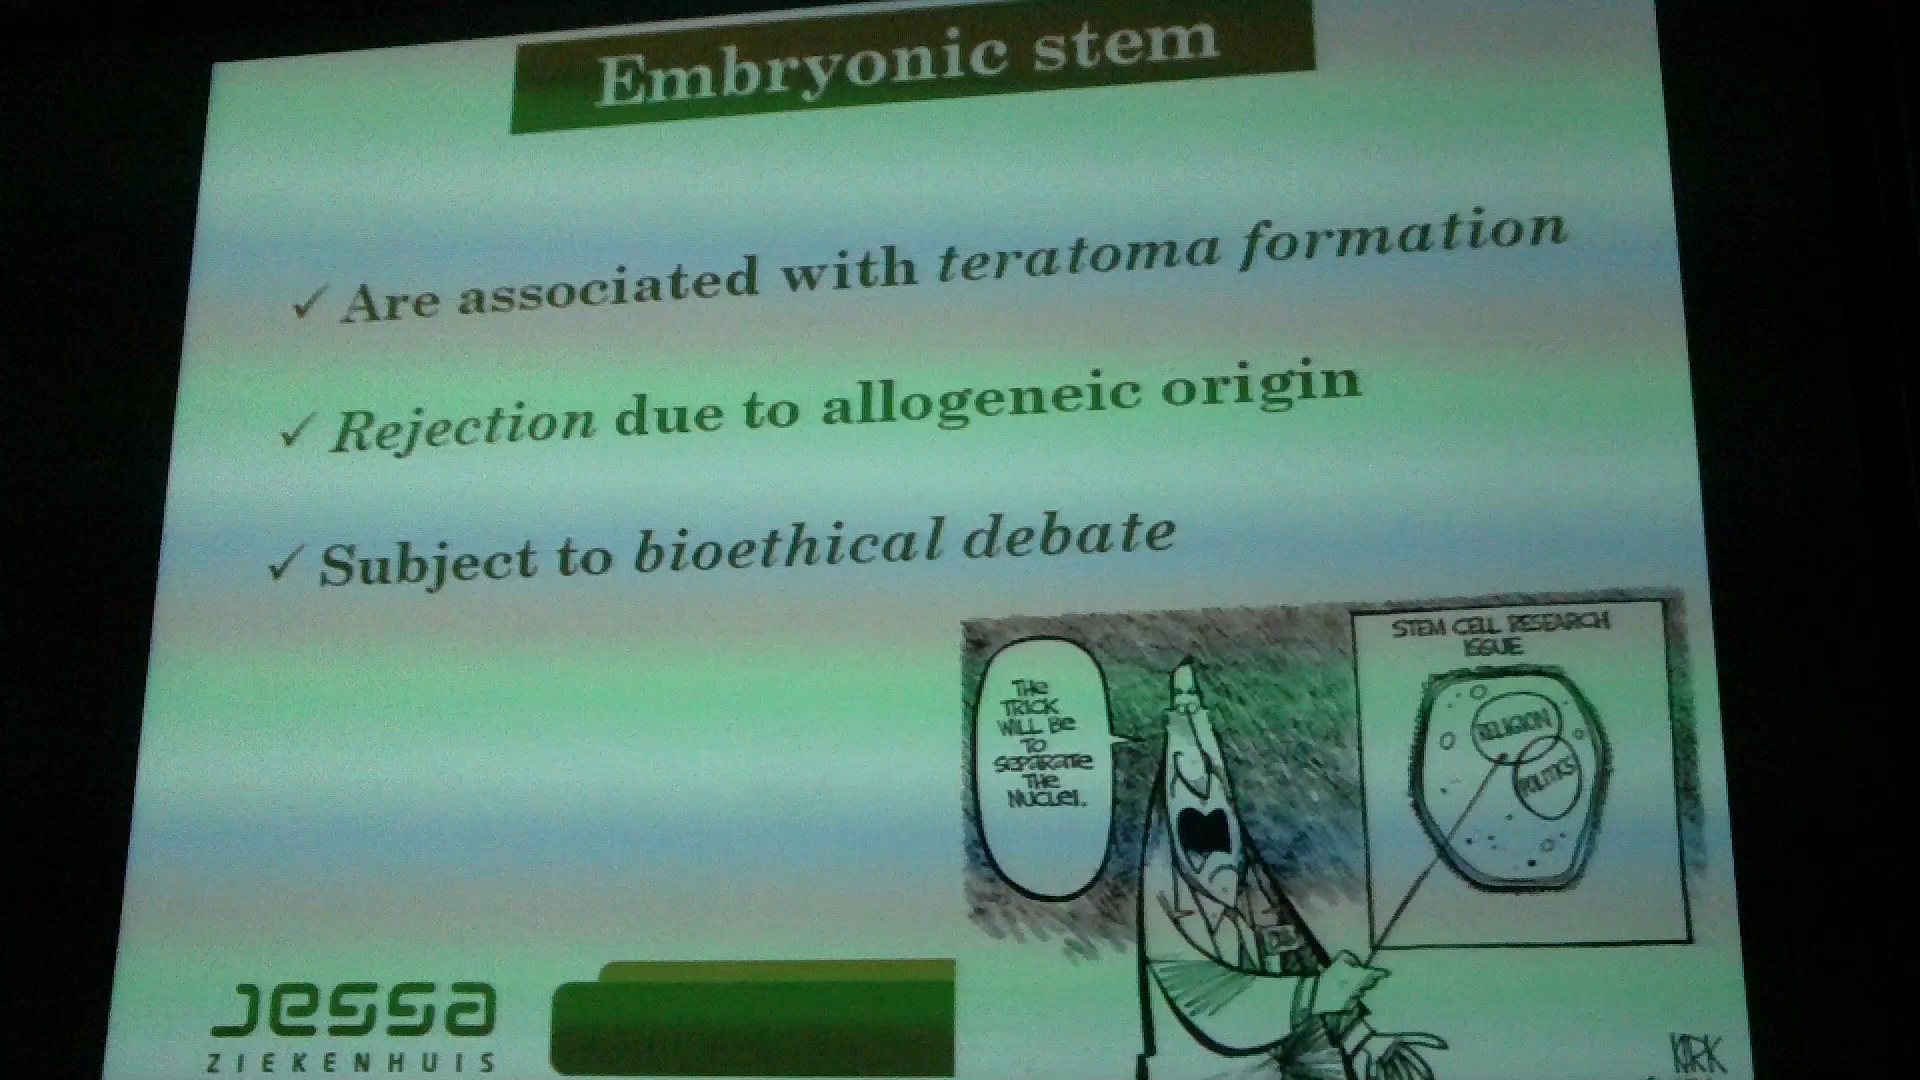 Embryonic stem
✓ Are associated with teratoma formation
✓ Rejection due to allogeneic origin
✓ Subject to bioethical debate
THE
TRICK
WILL BE
TO
SEPARATE
THE
NUCLEI.
STEM CELL RESEARCH
ISSUE
RELIGION
POLITICS
KIRK
jessa
ZIEKENHUIS